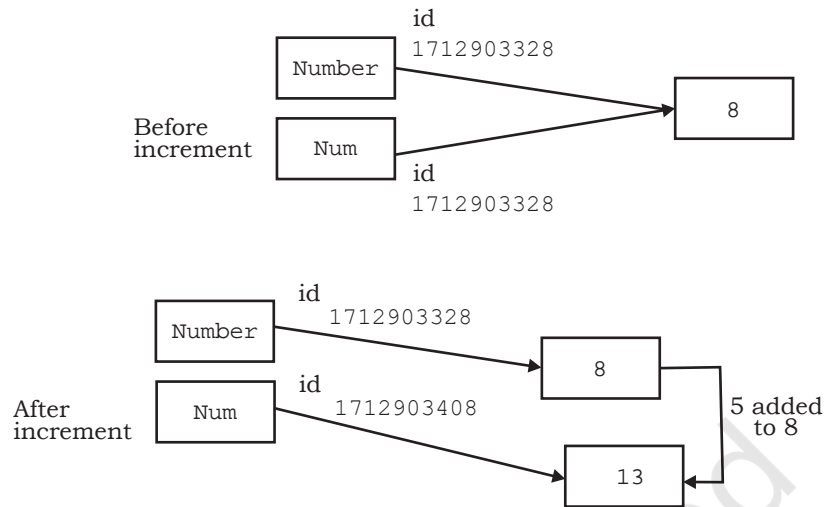 id
1712903328
Number
8
Before
increment
Num
id
1712903328
id
1712903328
Number
8
id
1712903408
After
increment
Num
5 added
to 8
13